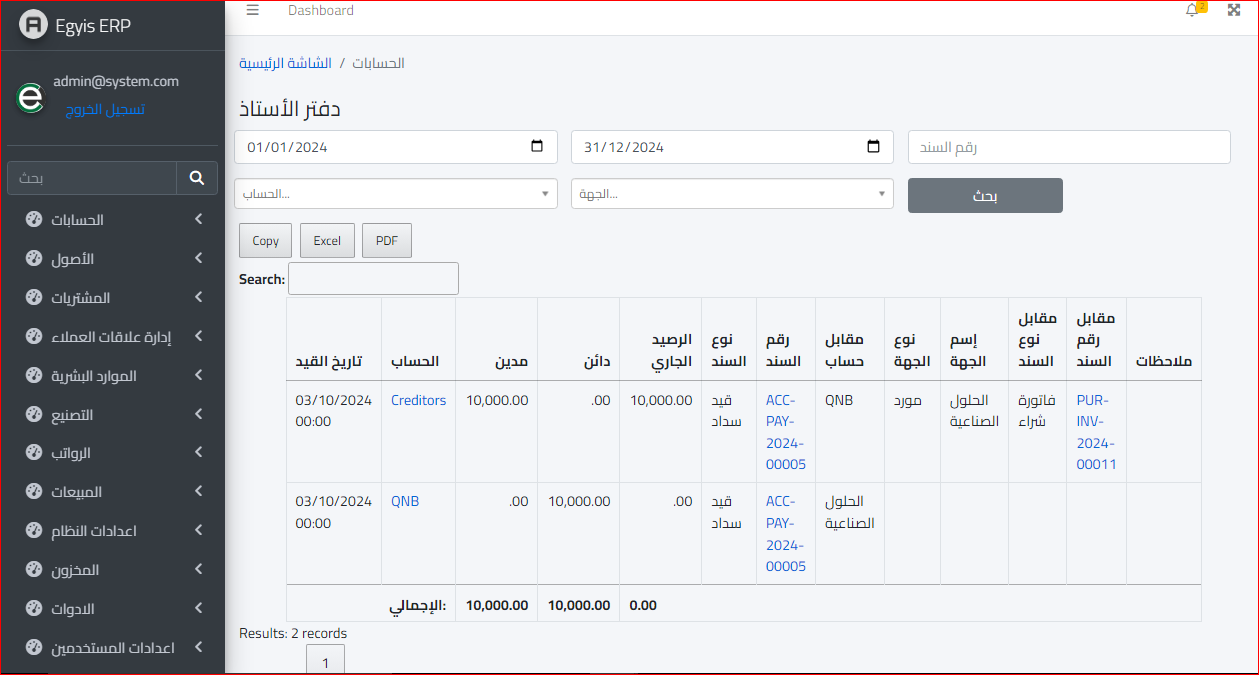 Egyis ERP
admin@system.com
تسجيل الخروج
بحث
الحسابات
الأصول
المشتريات
إدارة علاقات العملاء
الموارد البشرية
التصنيع
الرواتب
المبيعات
اعدادات النظام
المخزون
الادوات
اعدادات المستخدمين
Dashboard
2
الشاشة الرئيسية / الحسابات
دفتر الأستاذ
01/01/2024
31/12/2024
رقم السند
الحساب...
الجهة...
بحث
Copy Excel PDF
Search:
تاريخ القيد
الحساب
مدين
دائن
الرصيد الجاري
نوع السند
رقم السند
مقابل حساب
نوع الجهة
إسم الجهة
مقابل نوع السند
مقابل رقم السند
ملاحظات
03/10/2024 00:00
Creditors
10,000.00
.00
10,000.00
قيد سداد
ACC-PAY-2024-00005
QNB
مورد
الحلول الصناعية
فاتورة شراء
PUR-INV-2024-00011
03/10/2024 00:00
QNB
.00
10,000.00
.00
قيد سداد
ACC-PAY-2024-00005
الحلول الصناعية
الإجمالي:
10,000.00
10,000.00
0.00
Results: 2 records
1